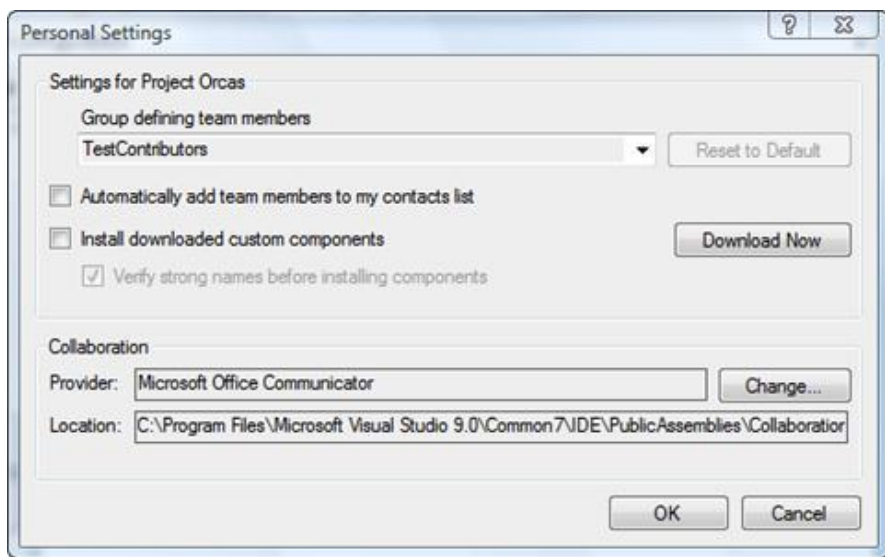 Personal Settings
Settings for Project Orcas
Group defining team members
TestContributors
Reset to Default
Automatically add team members to my contacts list
Install downloaded custom components
Download Now
Verify strong names before installing components
Collaboration
Provider: Microsoft Office Communicator
Change...
Location: C:\Program Files\Microsoft Visual Studio 9.0\Common7\IDE\PublicAssemblies\Collaboration
OK
Cancel